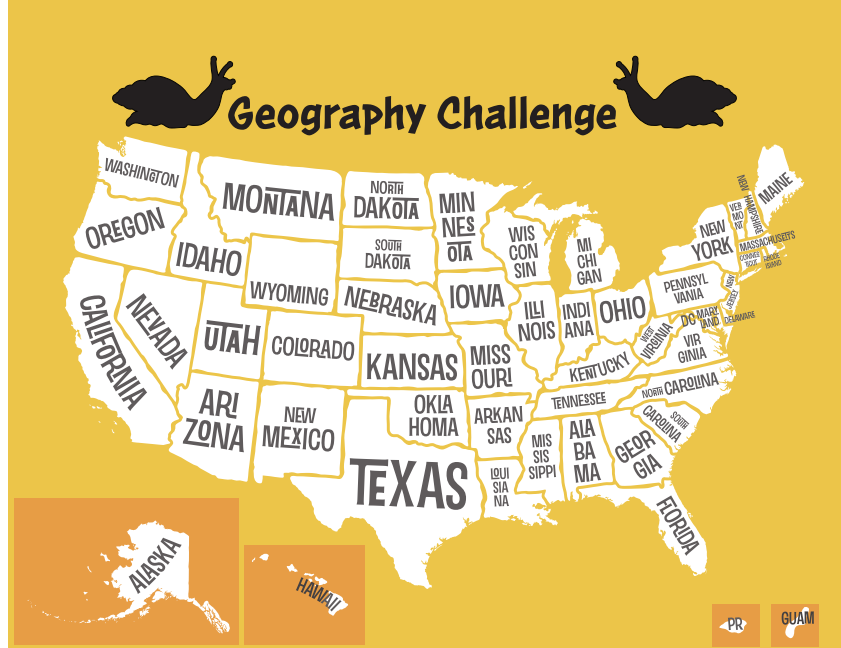 Geography Challenge
WASHINGTON
MONTANA
NORTH
DAKOTA
MIN
NES
OTA
OREGON
IDAHO
SOUTH
DAKOTA
WIS
CON
SIN
MI
CHI
GAN
NEW
YORK
VER
MO
NT
NEW HAMPSHIRE
MAINE
MASSACHUSETTS
CONNEC
TICUT
RHODE
ISLAND
WYOMING
NEBRASKA
IOWA
ILLI
NOIS
INDI
ANA
OHIO
PENNSYL
VANIA
NEW
JERSEY
CALIFORNIA
NEVADA
UTAH
COLORADO
KANSAS
MISS
OURI
KENTUCKY
WEST
VIRGINIA
DC
MARY
LAND
DELAWARE
VIR
GINIA
ARI
ZONA
NEW
MEXICO
OKLA
HOMA
ARKAN
SAS
TENNESSEE
NORTH CAROLINA
SOUTH
CAROLINA
TEXAS
LOUI
SIA
NA
MIS
SIS
SIPPI
ALA
BA
MA
GEOR
GIA
FLORIDA
ALASKA
HAWAII
PR
GUAM